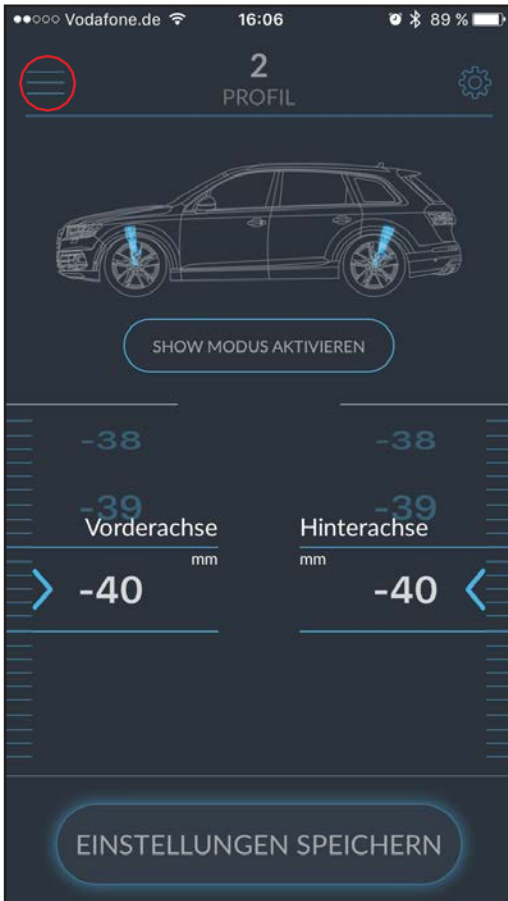 Vodafone.de 16:06 89 %
2
PROFIL
SHOW MODUS AKTIVIEREN
-38 -38
-39 -39
Vorderachse Hinterachse
mm mm
-40 -40
EINSTELLUNGEN SPEICHERN